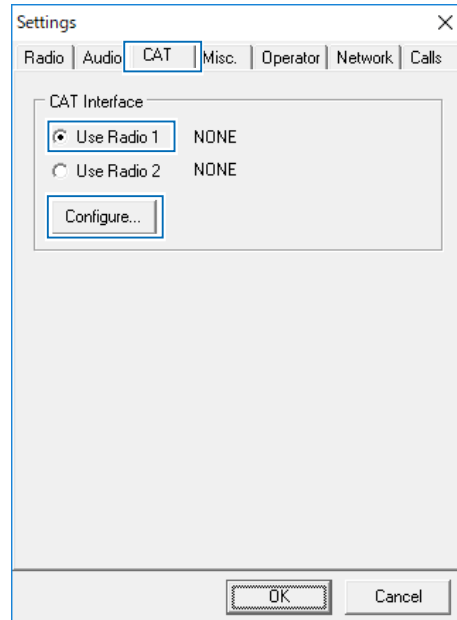 Settings
Radio Audio CAT Misc. Operator Network Calls
CAT Interface
Use Radio 1 NONE
Use Radio 2 NONE
Configure...
OK Cancel